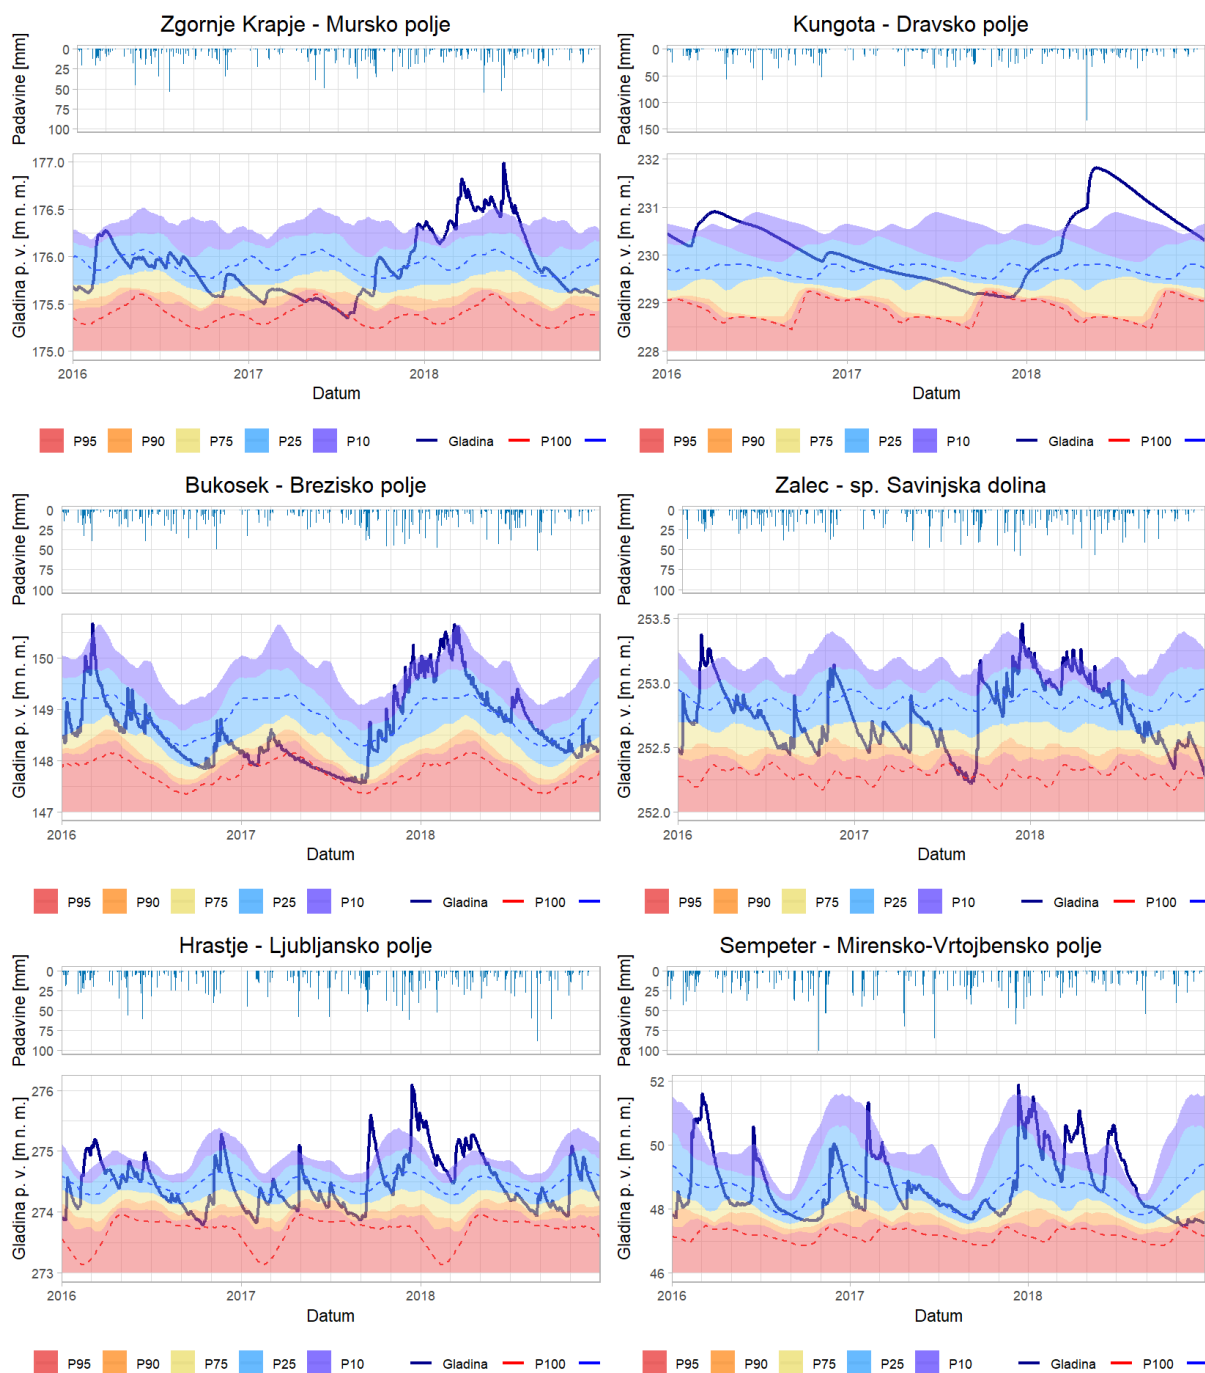 Zgornje Krapje - Mursko polje
Padavine [mm]
0
25
50
75
100
Gladina p. v. [m n. m.]
177.0
176.5
176.0
175.5
175.0
2016
2017
2018
Datum
P95 P90 P75 P25 P10 Gladina P100
Kungota - Dravsko polje
Padavine [mm]
0
50
100
150
Gladina p. v. [m n. m.]
232
231
230
229
228
2016
2017
2018
Datum
P95 P90 P75 P25 P10 Gladina P100
Bukosek - Brezisko polje
Padavine [mm]
0
25
50
75
100
Gladina p. v. [m n. m.]
150
149
148
147
2016
2017
2018
Datum
P95 P90 P75 P25 P10 Gladina P100
Zalec - sp. Savinjska dolina
Padavine [mm]
0
25
50
75
100
Gladina p. v. [m n. m.]
253.5
253.0
252.5
252.0
2016
2017
2018
Datum
P95 P90 P75 P25 P10 Gladina P100
Hrastje - Ljubljansko polje
Padavine [mm]
0
25
50
75
100
Gladina p. v. [m n. m.]
276
275
274
273
2016
2017
2018
Datum
P95 P90 P75 P25 P10 Gladina P100
Sempeter - Mirensko-Vrtojbensko polje
Padavine [mm]
0
25
50
75
100
Gladina p. v. [m n. m.]
52
50
48
46
2016
2017
2018
Datum
P95 P90 P75 P25 P10 Gladina P100